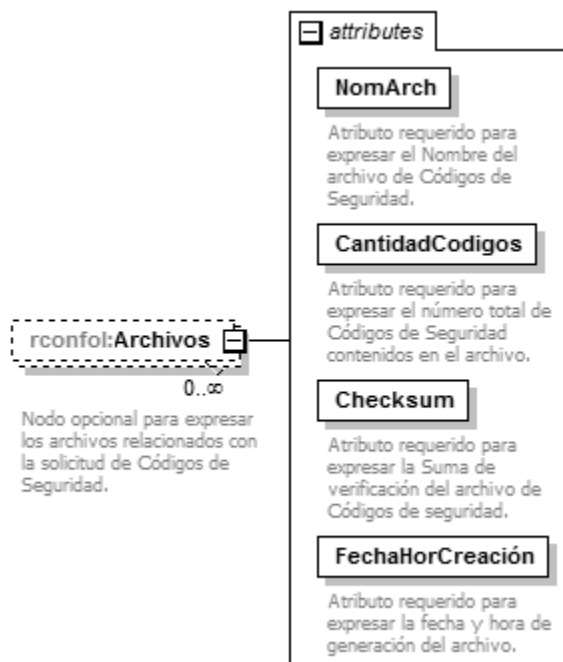 attributes
NomArch
Atributo requerido para
expresar el Nombre del
archivo de Códigos de
Seguridad.
CantidadCodigos
Atributo requerido para
expresar el número total de
Códigos de Seguridad
contenidos en el archivo.
rconfol:Archivos
0..∞
Nodo opcional para expresar
los archivos relacionados con
la solicitud de Códigos de
Seguridad.
Checksum
Atributo requerido para
expresar la Suma de
verificación del archivo de
Códigos de seguridad.
FechaHorCreación
Atributo requerido para
expresar la fecha y hora de
generación del archivo.